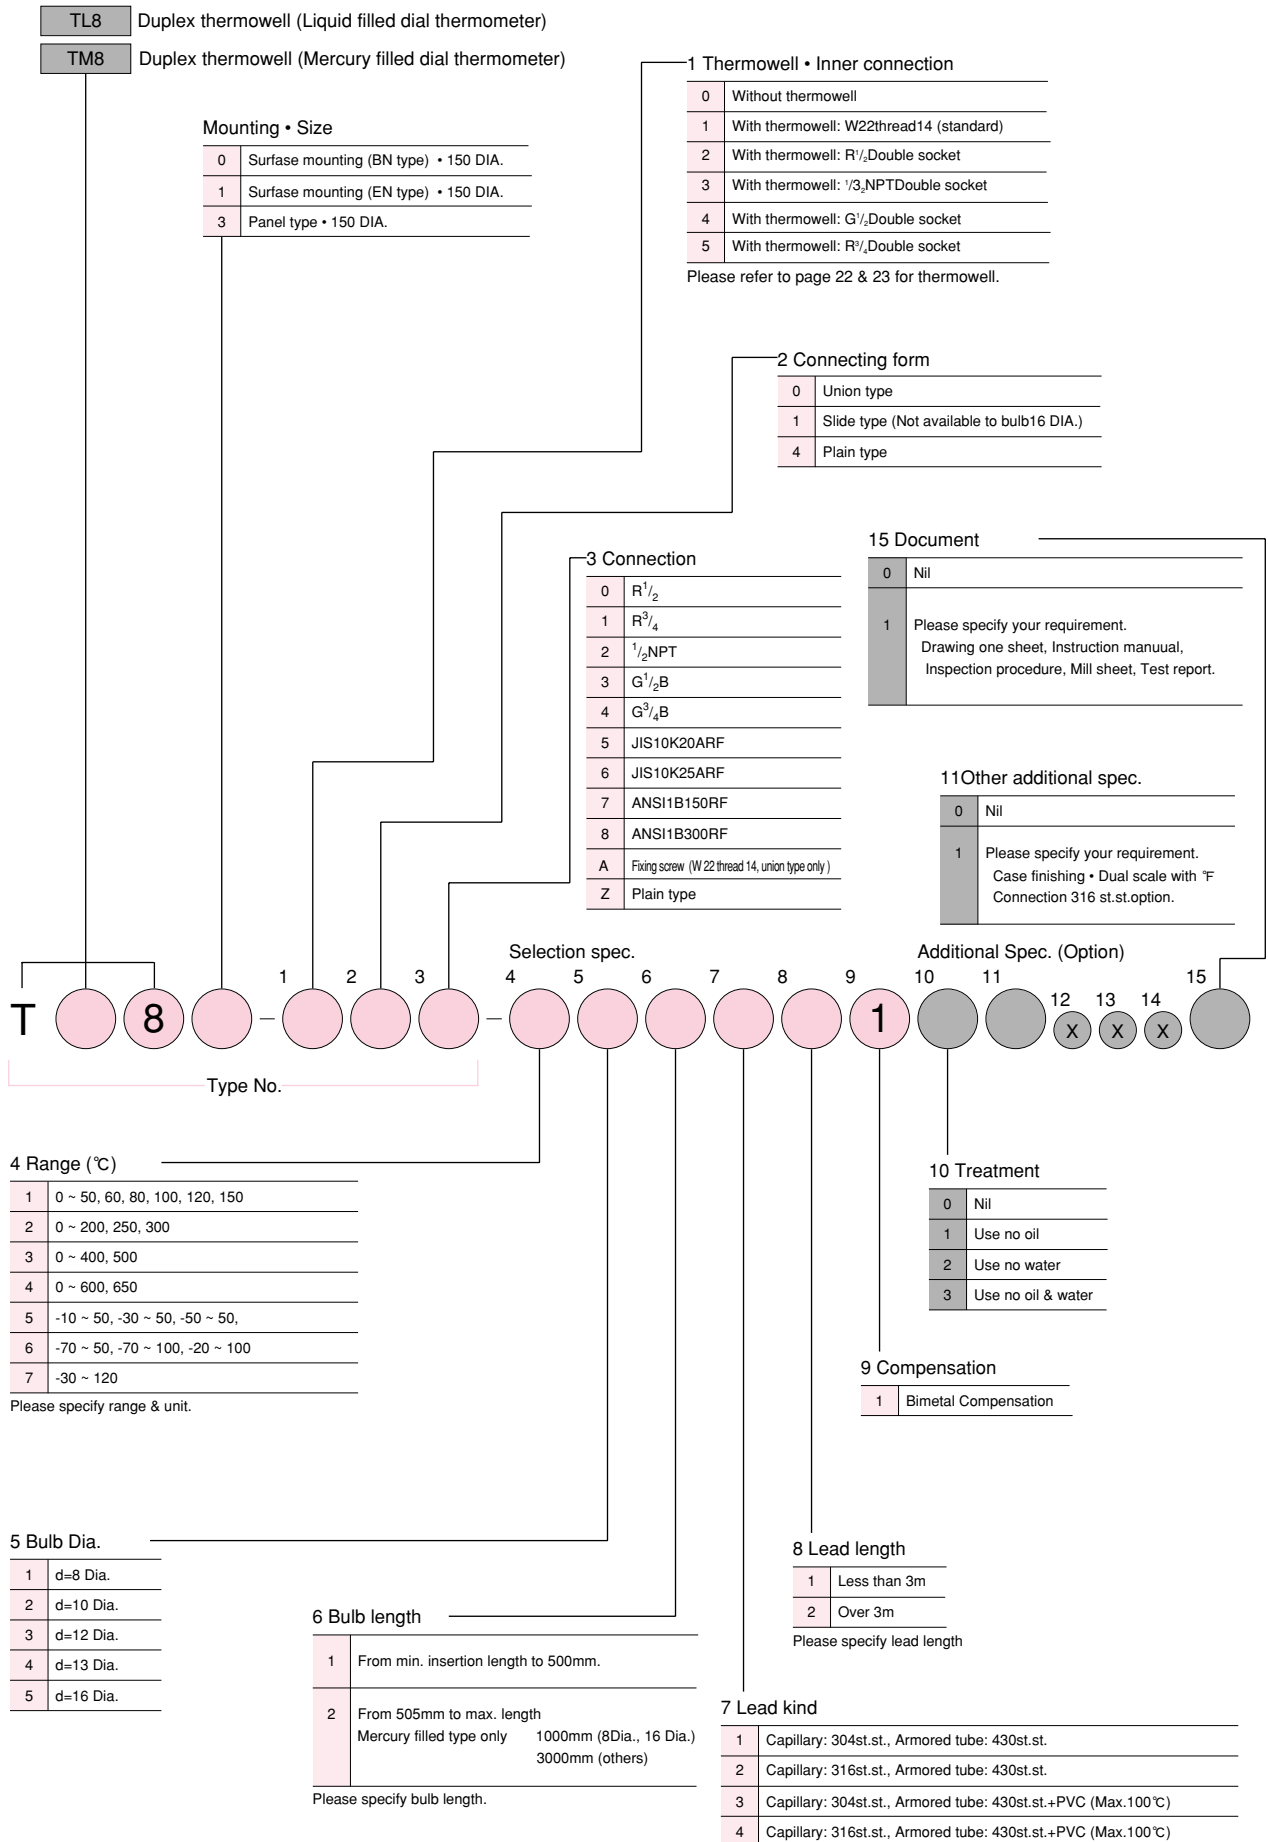 TL8 Duplex thermowell (Liquid filled dial thermometer)
TM8 Duplex thermowell (Mercury filled dial thermometer)
Mounting • Size
0 Surfase mounting (BN type) • 150 DIA.
1 Surfase mounting (EN type) • 150 DIA.
3 Panel type • 150 DIA.
1 Thermowell • Inner connection
0 Without thermowell
1 With thermowell: W22thread14 (standard)
2 With thermowell: R1/2Double socket
3 With thermowell: 1/32NPTDouble socket
4 With thermowell: G1/2Double socket
5 With thermowell: R3/4Double socket
Please refer to page 22 & 23 for thermowell.
2 Connecting form
0 Union type
1 Slide type (Not available to bulb16 DIA.)
4 Plain type
3 Connection
0 R1/2
1 R3/4
2 1/2NPT
3 G1/2B
4 G3/4B
5 JIS10K20ARF
6 JIS10K25ARF
7 ANSI1B150RF
8 ANSI1B300RF
A Fixing screw (W 22 thread 14, union type only )
Z Plain type
15 Document
0 Nil
1 Please specify your requirement.
Drawing one sheet, Instruction manuual,
Inspection procedure, Mill sheet, Test report.
11Other additional spec.
0 Nil
1 Please specify your requirement.
Case finishing • Dual scale with °F
Connection 316 st.st.option.
Selection spec.
Additional Spec. (Option)
1 2 3 4 5 6 7 8 9 10 11 12 13 14 15
T 8 – – 1 x x x
Type No.
4 Range (°C)
1 0 ~ 50, 60, 80, 100, 120, 150
2 0 ~ 200, 250, 300
3 0 ~ 400, 500
4 0 ~ 600, 650
5 -10 ~ 50, -30 ~ 50, -50 ~ 50,
6 -70 ~ 50, -70 ~ 100, -20 ~ 100
7 -30 ~ 120
Please specify range & unit.
10 Treatment
0 Nil
1 Use no oil
2 Use no water
3 Use no oil & water
9 Compensation
1 Bimetal Compensation
5 Bulb Dia.
1 d=8 Dia.
2 d=10 Dia.
3 d=12 Dia.
4 d=13 Dia.
5 d=16 Dia.
6 Bulb length
1 From min. insertion length to 500mm.
2 From 505mm to max. length
Mercury filled type only 1000mm (8Dia., 16 Dia.)
3000mm (others)
Please specify bulb length.
8 Lead length
1 Less than 3m
2 Over 3m
Please specify lead length
7 Lead kind
1 Capillary: 304st.st., Armored tube: 430st.st.
2 Capillary: 316st.st., Armored tube: 430st.st.
3 Capillary: 304st.st., Armored tube: 430st.st.+PVC (Max.100°C)
4 Capillary: 316st.st., Armored tube: 430st.st.+PVC (Max.100°C)